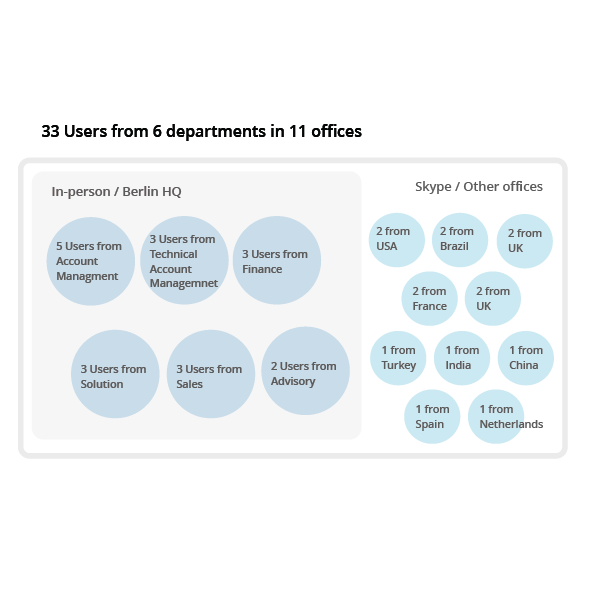 33 Users from 6 departments in 11 offices
In-person / Berlin HQ
5 Users from
Account
Managment
3 Users from
Technical
Account
Managemnet
3 Users from
Finance
3 Users from
Solution
3 Users from
Sales
2 Users from
Advisory
Skype / Other offices
2 from
USA
2 from
Brazil
2 from
UK
2 from
France
2 from
UK
1 from
Turkey
1 from
India
1 from
China
1 from
Spain
1 from
Netherlands